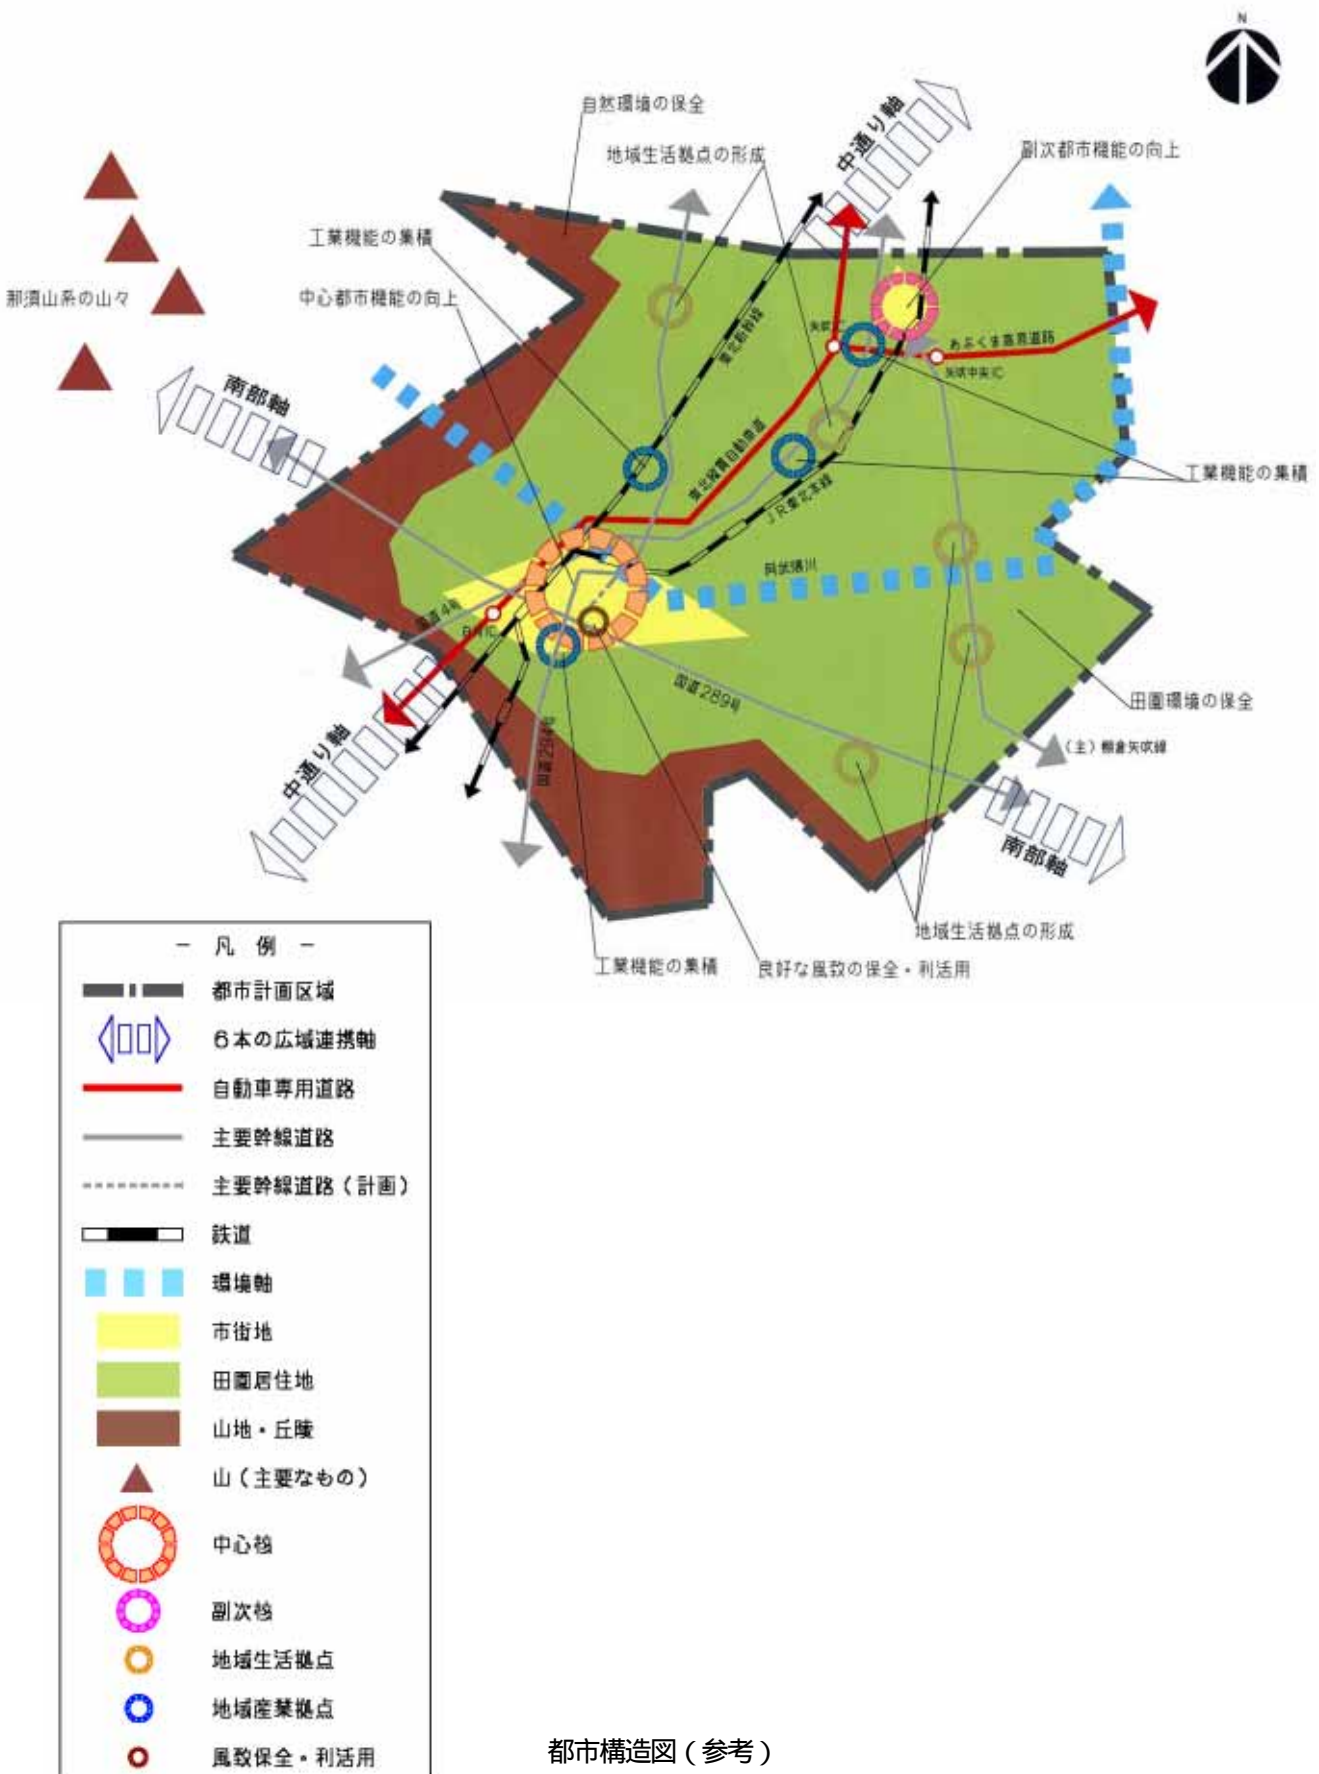 N
自然環境の保全
中通り軸
地域生活拠点の形成
副次都市機能の向上
工業機能の集積
中心都市機能の向上
那須山系の山々
東北新幹線
矢吹IC
あぶくま高原道路
矢吹中央IC
南部軸
東北縦貫自動車道
工業機能の集積
JR東北本線
阿武隈川
国道4号
白河IC
国道289号
田園環境の保全
国道294号
(主)棚倉矢吹線
中通り軸
南部軸
地域生活拠点の形成
工業機能の集積
良好な風致の保全・利活用
- 凡 例 -
都市計画区域
6本の広域連携軸
自動車専用道路
主要幹線道路
主要幹線道路(計画)
鉄道
環境軸
市街地
田園居住地
山地・丘陵
山(主要なもの)
中心核
副次核
地域生活拠点
地域産業拠点
風致保全・利活用
都市構造図(参考)